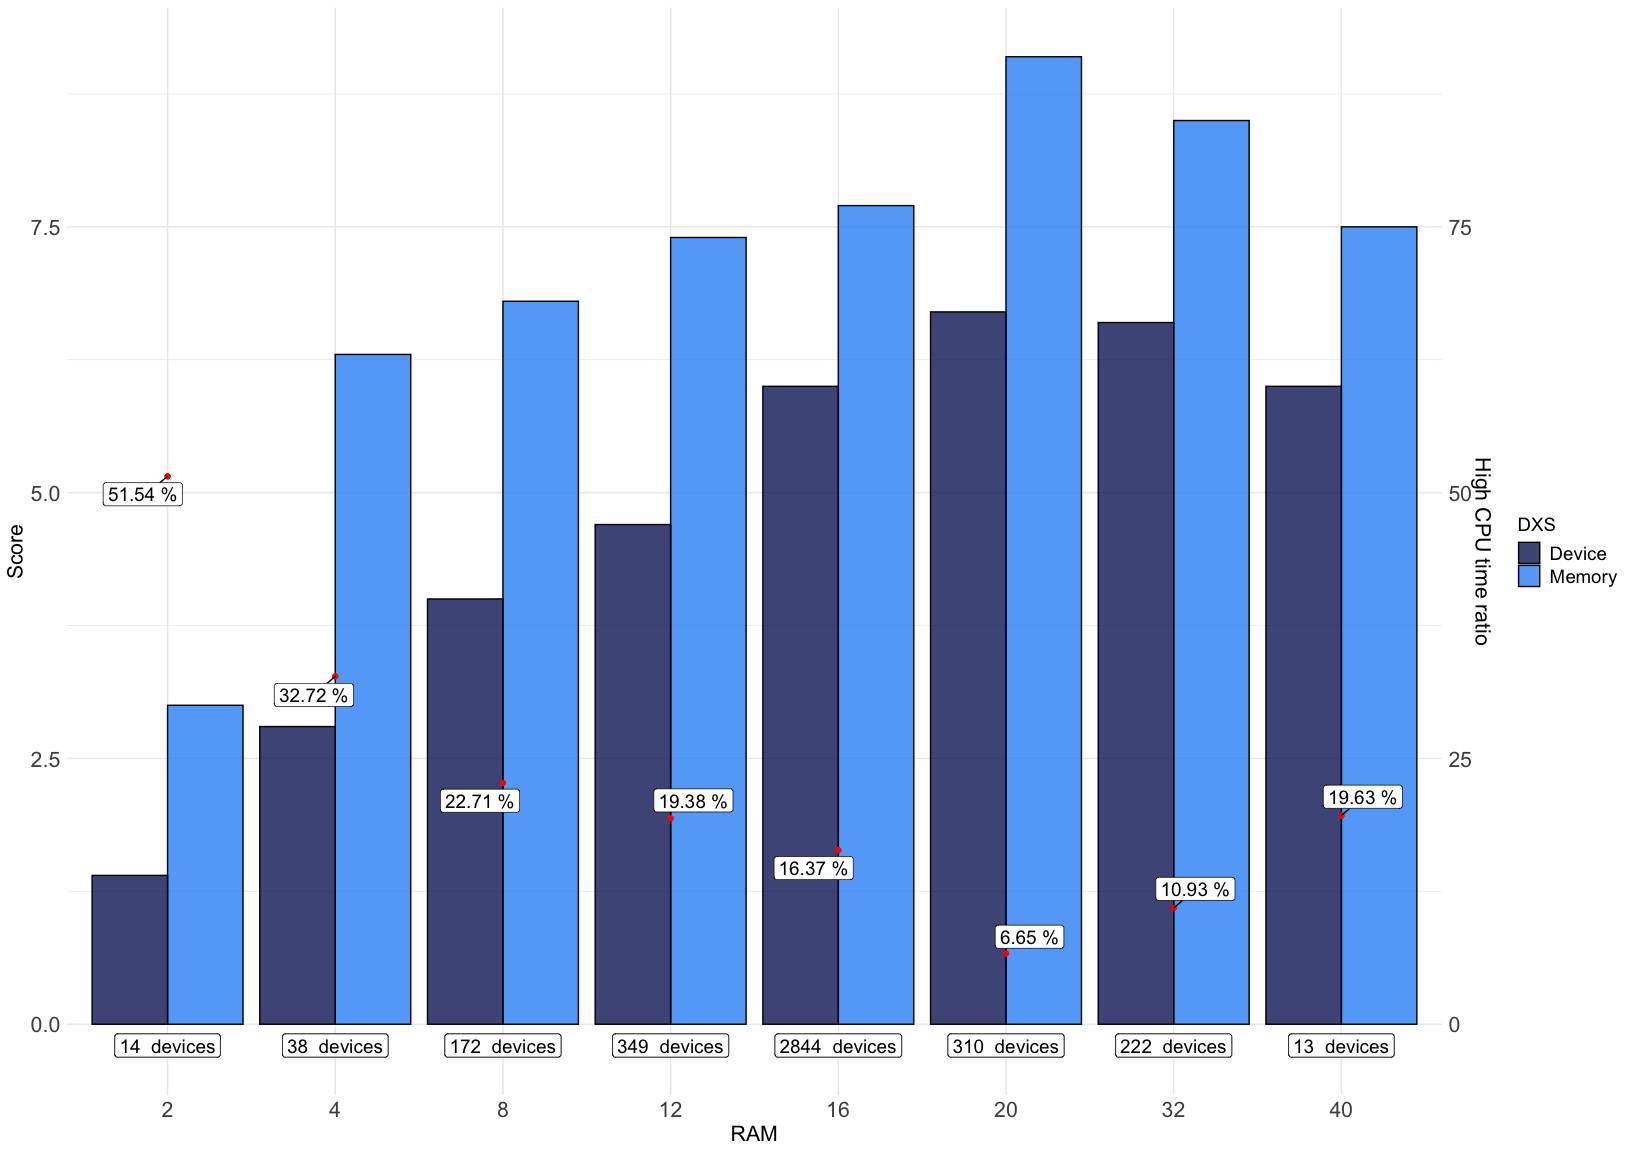 7.5
75
51.54 %
5.0
50
Score
High CPU time ratio
DXS
Device
Memory
32.72 %
2.5
25
22.71 %
19.38 %
19.63 %
16.37 %
10.93 %
6.65 %
0.0
0
14 devices
38 devices
172 devices
349 devices
2844 devices
310 devices
222 devices
13 devices
2
4
8
12
16
20
32
40
RAM